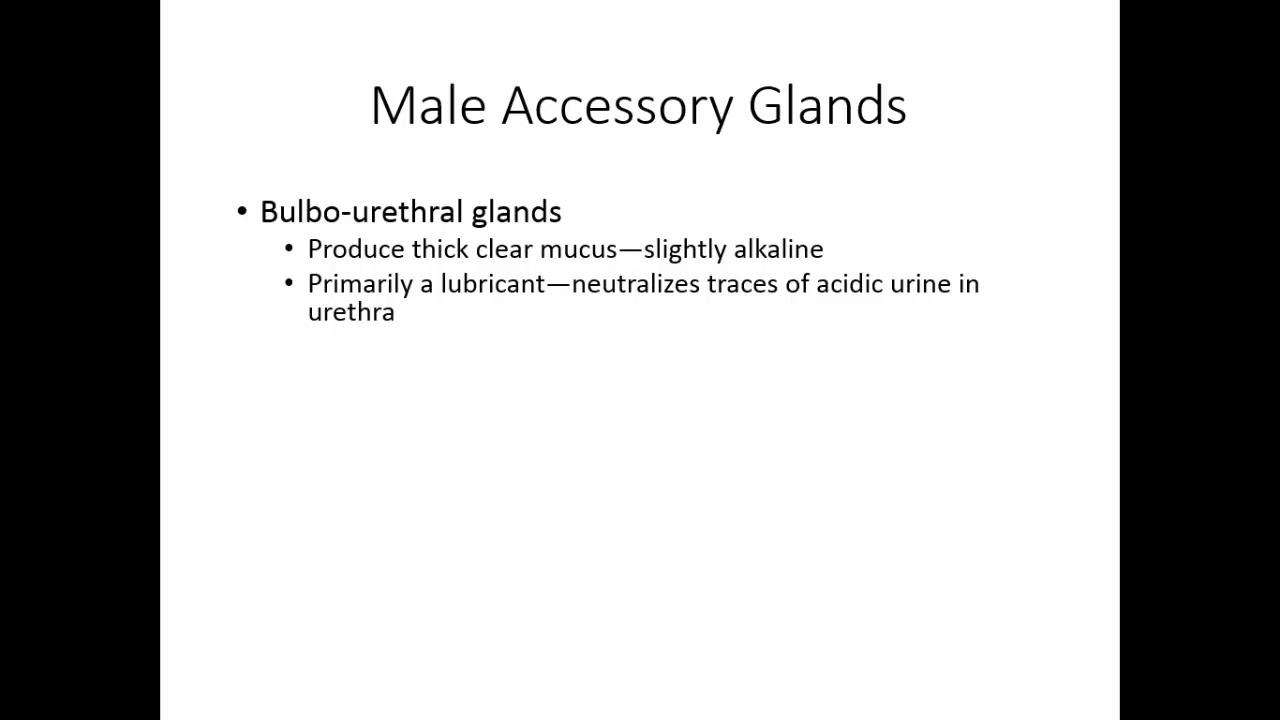 Male Accessory Glands
• Bulbo-urethral glands
• Produce thick clear mucus—slightly alkaline
• Primarily a lubricant—neutralizes traces of acidic urine in
urethra